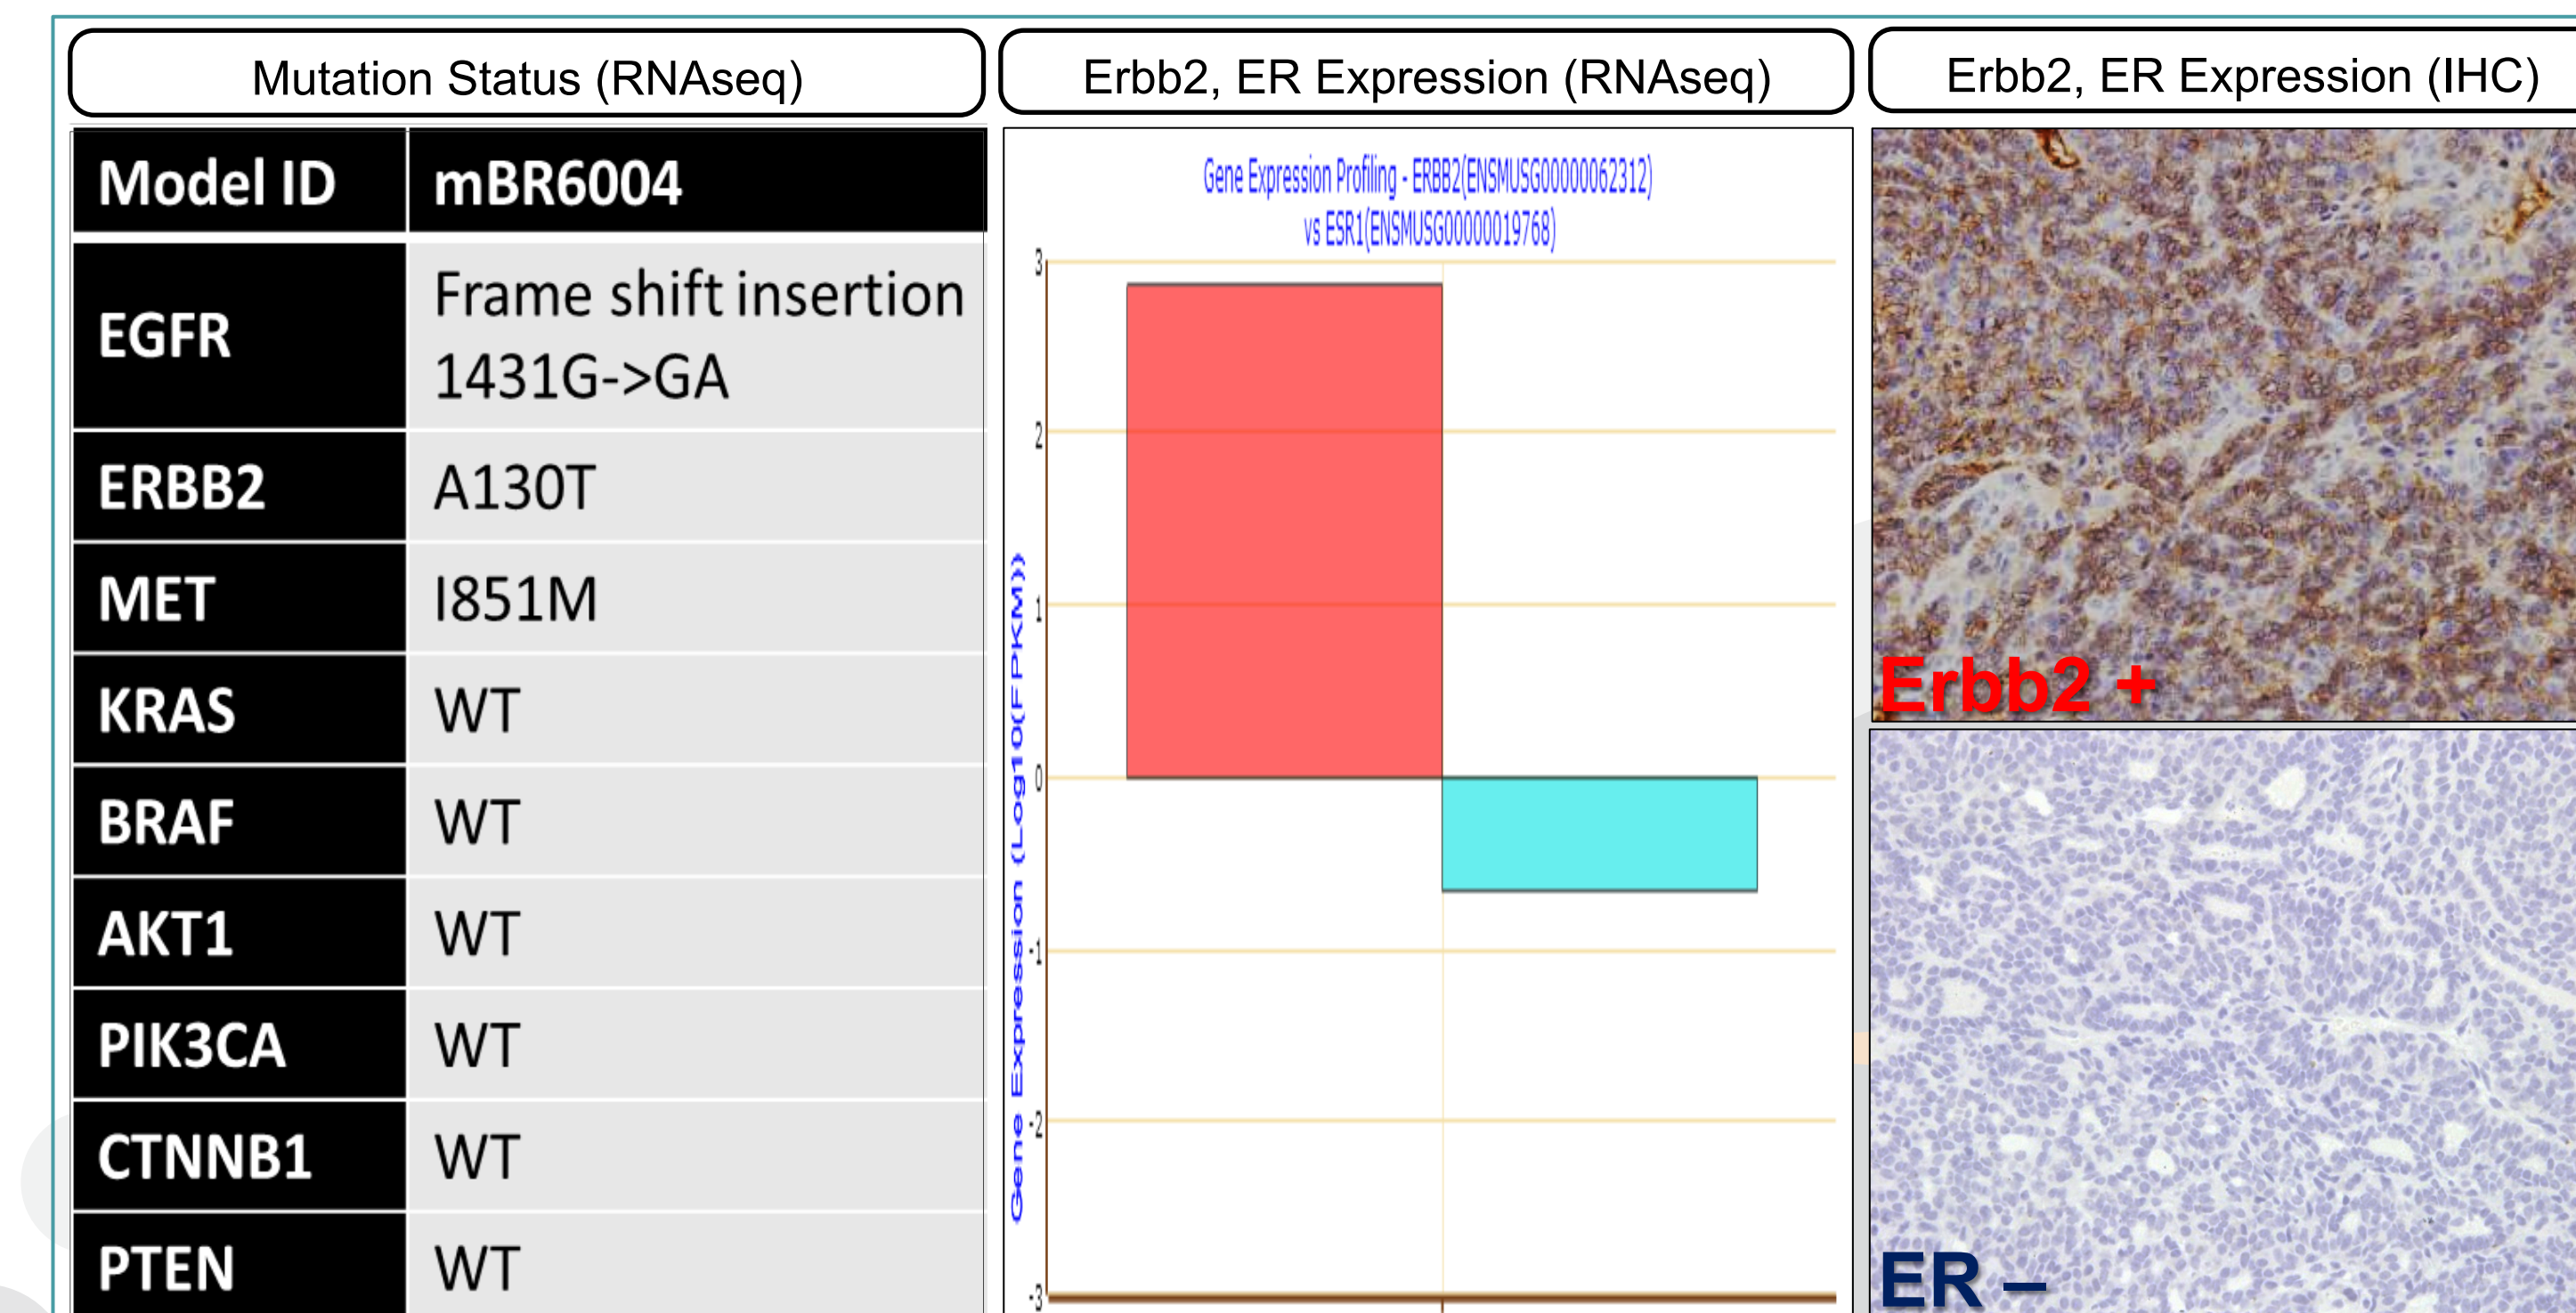 Mutation Status (RNAseq)
Model ID mBR6004
EGFR Frame shift insertion
1431G->GA
ERBB2 A130T
MET I851M
KRAS WT
BRAF WT
AKT1 WT
PIK3CA WT
CTNNB1 WT
PTEN WT
Erbb2, ER Expression (RNAseq)
Gene Expression Profiling - ERBB2(ENSMUSG00000062312)
vs ESR1(ENSMUSG00000019768)
Gene Expression (Log10(FPKM))
3
2
1
0
-1
-2
-3
Erbb2, ER Expression (IHC)
Erbb2 +
ER –